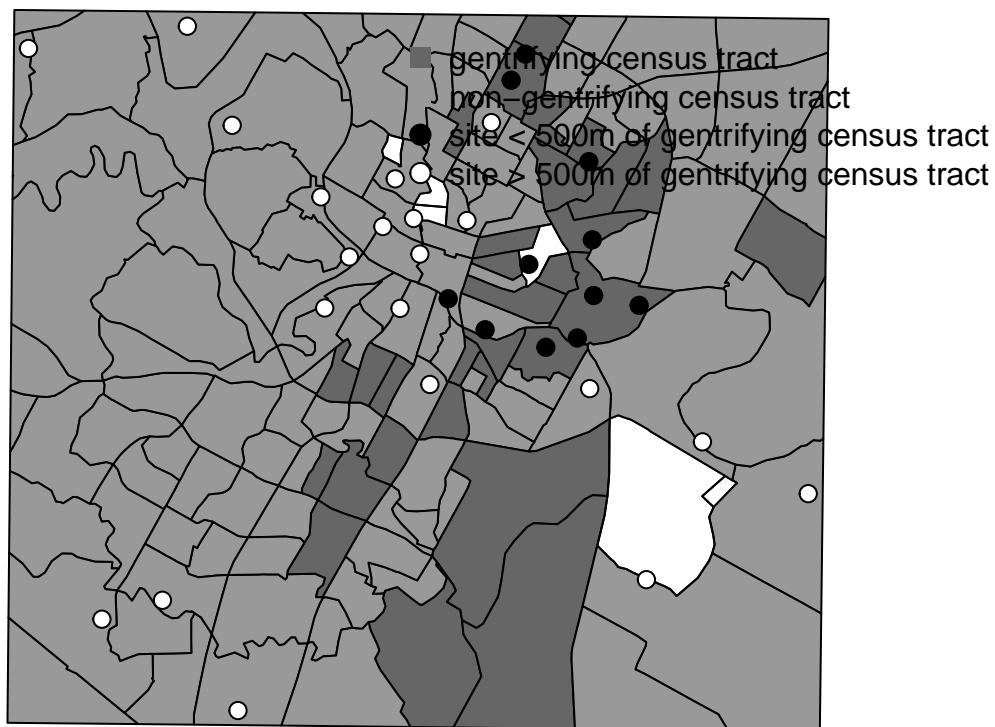 gentrifying census tract
non−gentrifying census tract
site < 500m of gentrifying census tract
site > 500m of gentrifying census tract